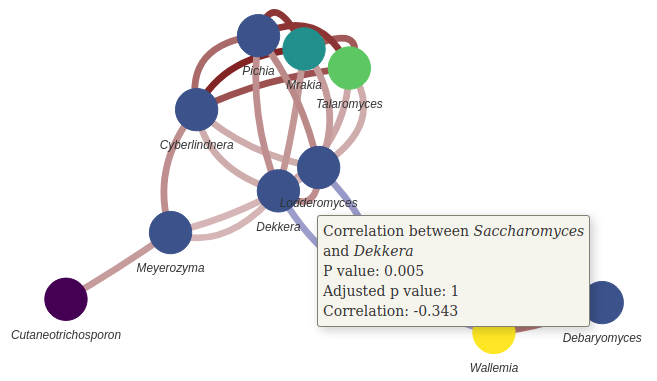 Pichia
Mrakia
Talaromyces
Cyberlindnera
Lodderomyces
Dekkera
Correlation between Saccharomyces
and Dekkera
P value: 0.005
Adjusted p value: 1
Correlation: -0.343
Meyerozyma
Cutaneotrichosporon
Debaryomyces
Wallemia